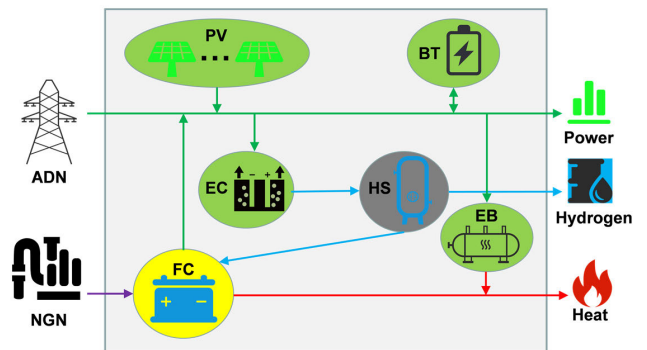 PV
BT
ADN
Power
EC
HS
Hydrogen
EB
FC
NGN
Heat